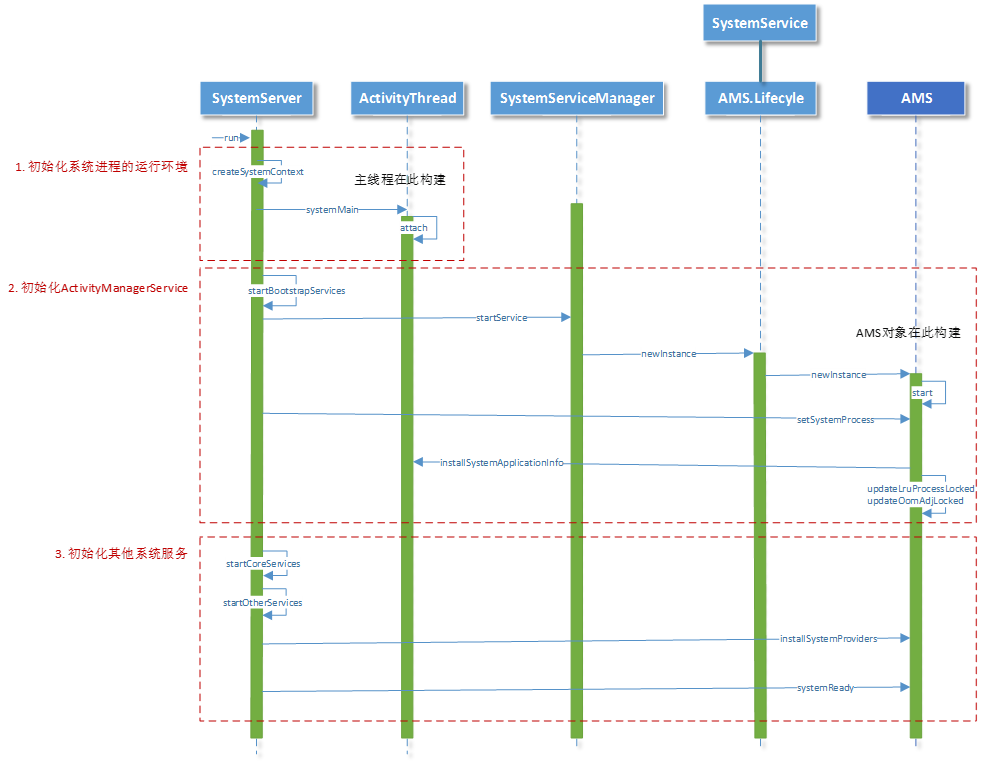 SystemService
SystemServer
ActivityThread
SystemServiceManager
AMS.Lifecyle
AMS
run
1. 初始化系统进程的运行环境
createSystemContext
主线程在此构建
systemMain
attach
2. 初始化ActivityManagerService
startBootstrapServices
startService
AMS对象在此构建
newInstance
newInstance
start
setSystemProcess
installSystemApplicationInfo
updateLruProcessLocked
updateOomAdjLocked
3. 初始化其他系统服务
startCoreServices
startOtherServices
installSystemProviders
systemReady